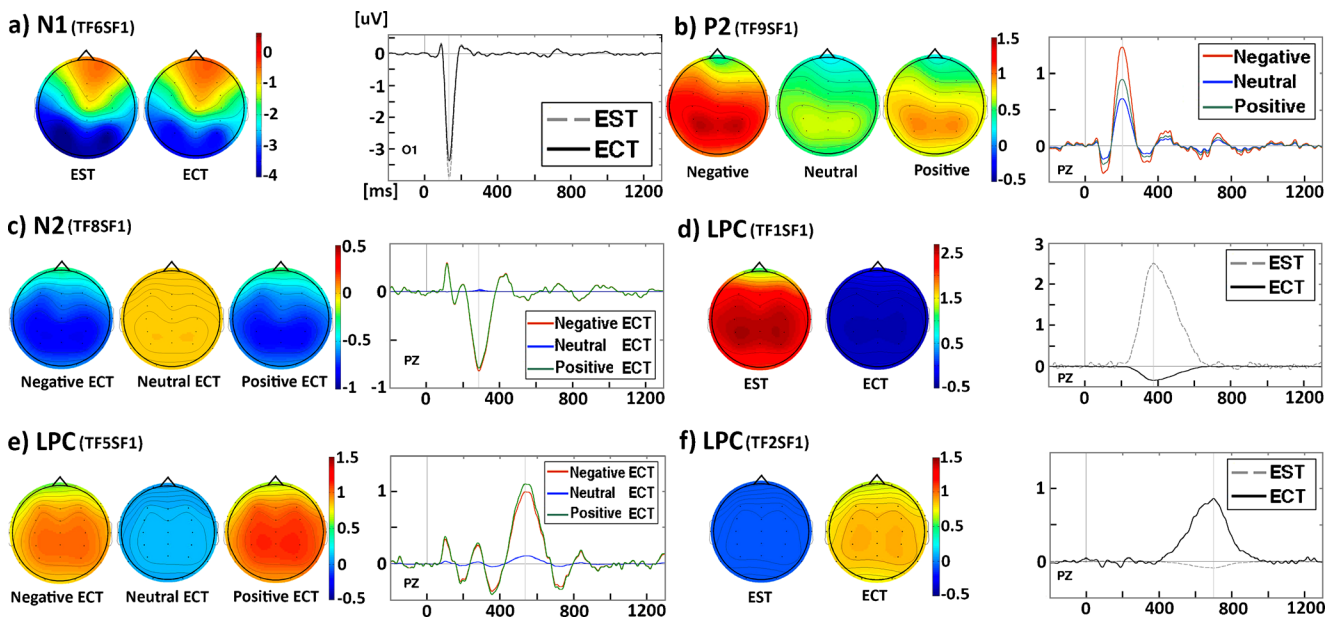 a) N1 (TF6SF1)
0
-1
-2
-3
-4
EST ECT
[uV]
0
-1
-2
-3
O1
EST
ECT
[ms] 0 400 800 1200
b) P2 (TF9SF1)
1.5
1
0.5
0
-0.5
Negative Neutral Positive
1
0
Negative
Neutral
Positive
PZ
0 400 800 1200
c) N2 (TF8SF1)
0.5
0
-0.5
-1
Negative ECT Neutral ECT Positive ECT
0
-0.5
-1
Negative ECT
Neutral ECT
Positive ECT
PZ
0 400 800 1200
d) LPC (TF1SF1)
2.5
2
1.5
1
0.5
0
-0.5
EST ECT
3
2
1
0
EST
ECT
PZ
0 400 800 1200
e) LPC (TF5SF1)
1.5
1
0.5
0
-0.5
Negative ECT Neutral ECT Positive ECT
1
0
Negative ECT
Neutral ECT
Positive ECT
PZ
0 400 800 1200
f) LPC (TF2SF1)
1.5
1
0.5
0
-0.5
EST ECT
1
0
EST
ECT
PZ
0 400 800 1200